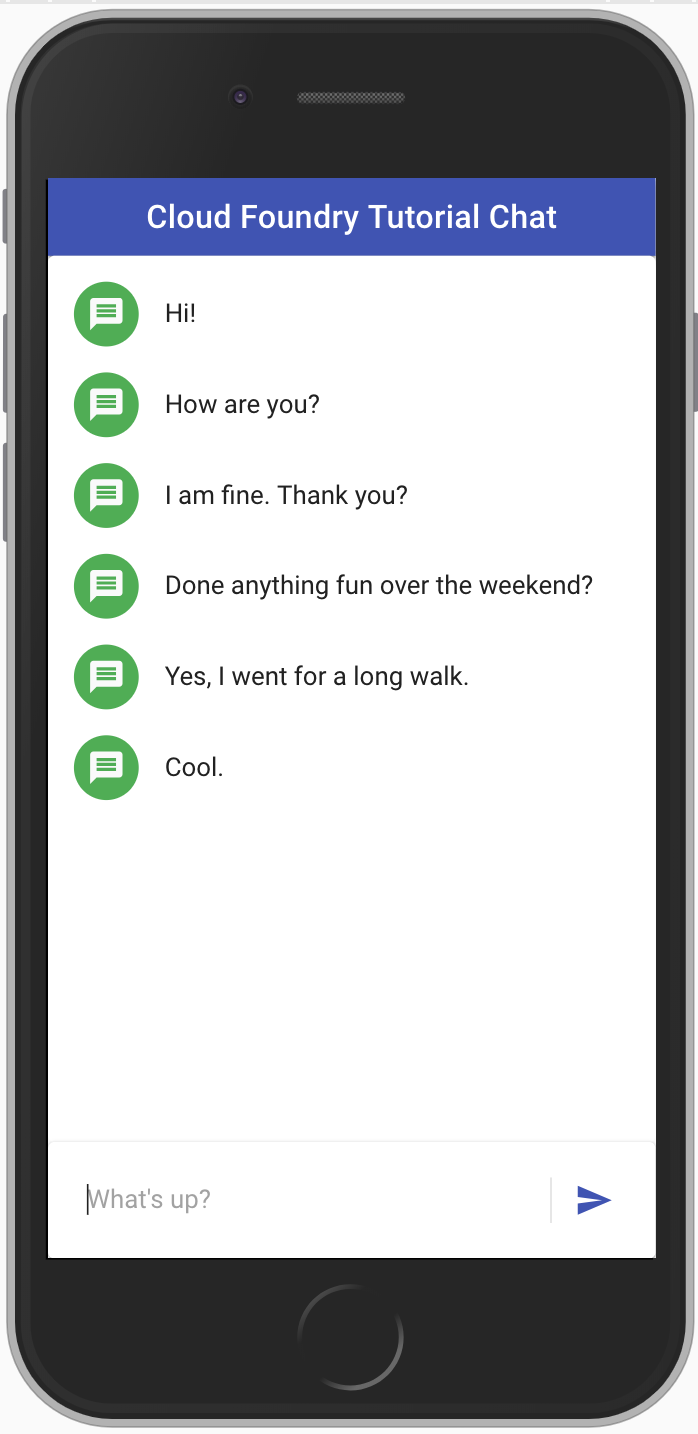 Cloud Foundry Tutorial Chat
Hi!
How are you?
I am fine. Thank you?
Done anything fun over the weekend?
Yes, I went for a long walk.
Cool.
What's up?